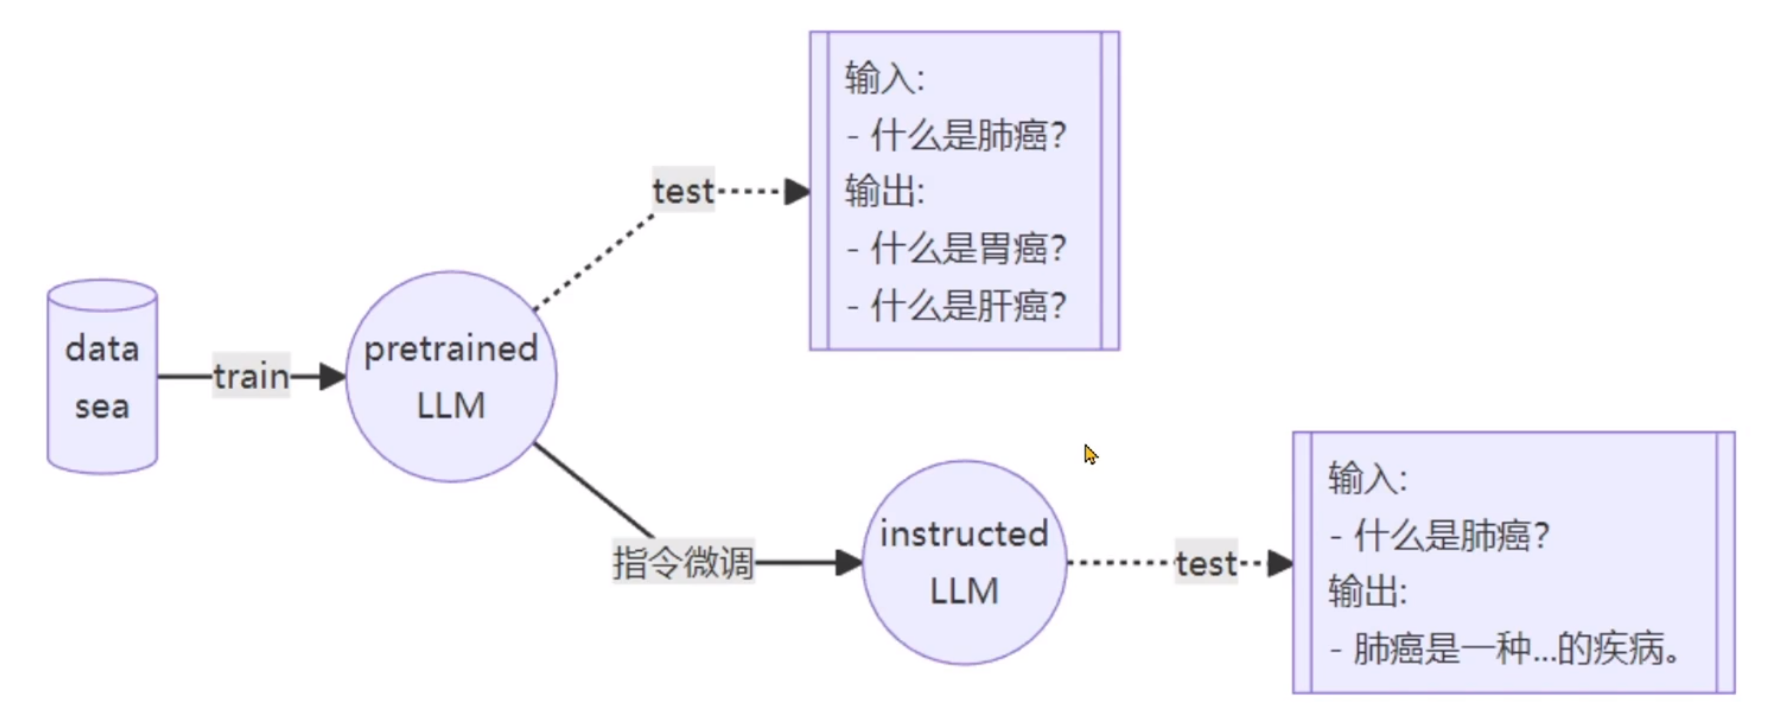 data
sea
train
pretrained
LLM
test
输入:
- 什么是肺癌?
输出:
- 什么是胃癌?
- 什么是肝癌?
指令微调
instructed
LLM
test
输入:
- 什么是肺癌?
输出:
- 肺癌是一种...的疾病。